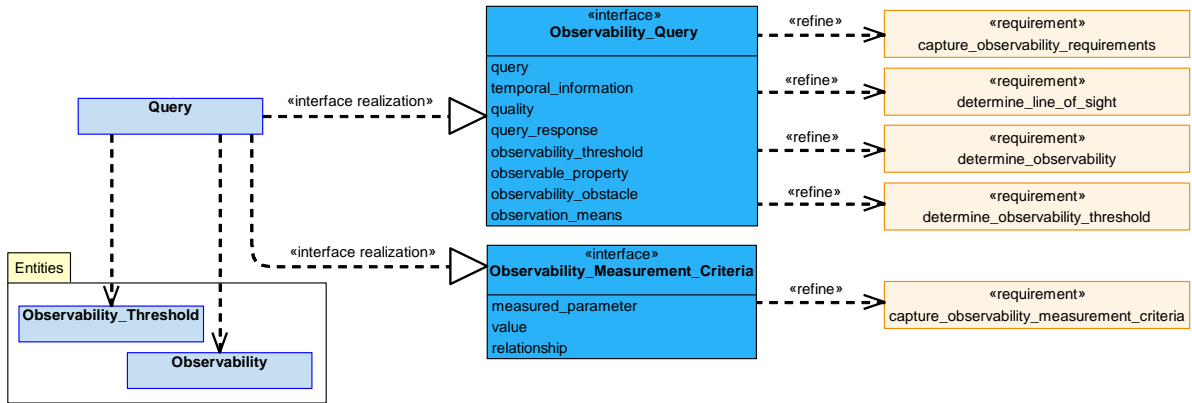 Query
«interface realization»
«interface realization»
Entities
Observability_Threshold
Observability
«interface»
Observability_Query
query
temporal_information
quality
query_response
observability_threshold
observable_property
observability_obstacle
observation_means
«interface»
Observability_Measurement_Criteria
measured_parameter
value
relationship
«refine»
«requirement»
capture_observability_requirements
«refine»
«requirement»
determine_line_of_sight
«refine»
«requirement»
determine_observability
«refine»
«requirement»
determine_observability_threshold
«refine»
«requirement»
capture_observability_measurement_criteria